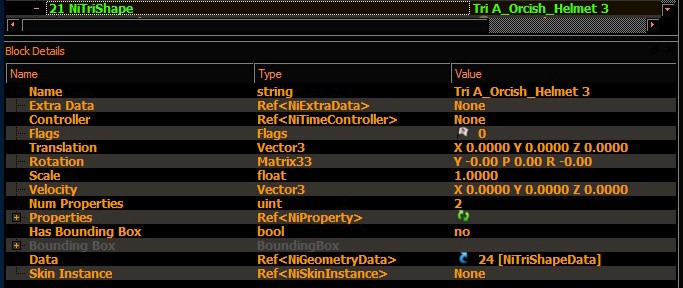 21 NiTriShape Tri A_Orcish_Helmet 3
Block Details
Name Type Value
Name string Tri A_Orcish_Helmet 3
Extra Data Ref<NiExtraData> None
Controller Ref<NiTimeController> None
Flags Flags 0
Translation Vector3 X 0.0000 Y 0.0000 Z 0.0000
Rotation Matrix33 Y -0.00 P 0.00 R -0.00
Scale float 1.0000
Velocity Vector3 X 0.0000 Y 0.0000 Z 0.0000
Num Properties uint 2
Properties Ref<NiProperty>
Has Bounding Box bool no
Bounding Box BoundingBox
Data Ref<NiGeometryData> 24 [NiTriShapeData]
Skin Instance Ref<NiSkinInstance> None